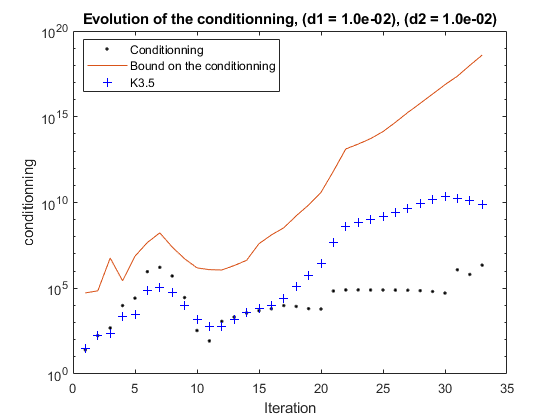 Evolution of the conditionning, (d1 = 1.0e-02), (d2 = 1.0e-02)
Conditionning
Bound on the conditionning
K3.5
conditionning
10^20
10^15
10^10
10^5
10^0
0 5 10 15 20 25 30 35
Iteration